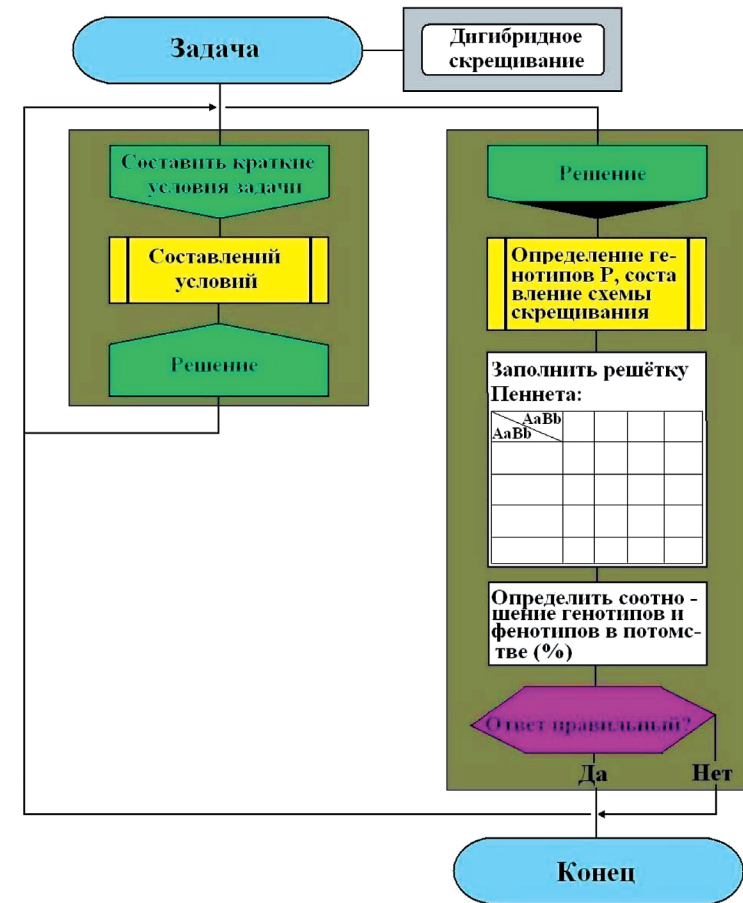 Задача
Дигибридное
скрещивание
Составить краткие
условия задачи
Составлений
условий
Решение
Решение
Определение ге-
нотипов Р, соста
вление схемы
скрещивания
Заполнить решётку
Пеннета:
AaBb
AaBb
Определить соотно -
шение генотипов и
фенотипов в потомс-
тве (%)
Ответ правильный?
Да
Нет
Конец